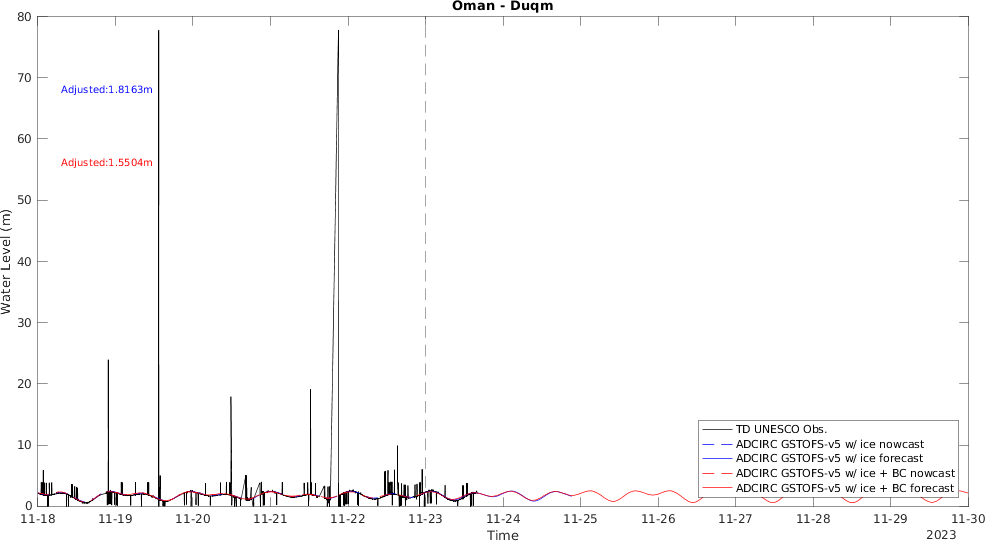 Oman - Duqm
80
70
60
50
40
30
20
10
0
Water Level (m)
Adjusted:1.8163m
Adjusted:1.5504m
TD UNESCO Obs.
ADCIRC GSTOFS-v5 w/ ice nowcast
ADCIRC GSTOFS-v5 w/ ice forecast
ADCIRC GSTOFS-v5 w/ ice + BC nowcast
ADCIRC GSTOFS-v5 w/ ice + BC forecast
11-18 11-19 11-20 11-21 11-22 11-23 11-24 11-25 11-26 11-27 11-28 11-29 11-30
Time
2023